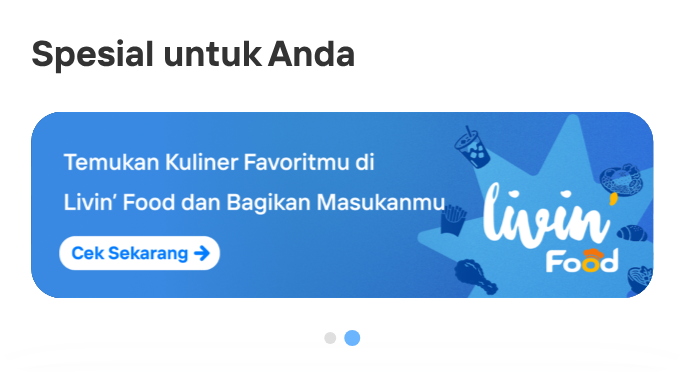 Spesial untuk Anda
Temukan Kuliner Favoritmu di
Livin’ Food dan Bagikan Masukanmu
Cek Sekarang →
livin’
Food